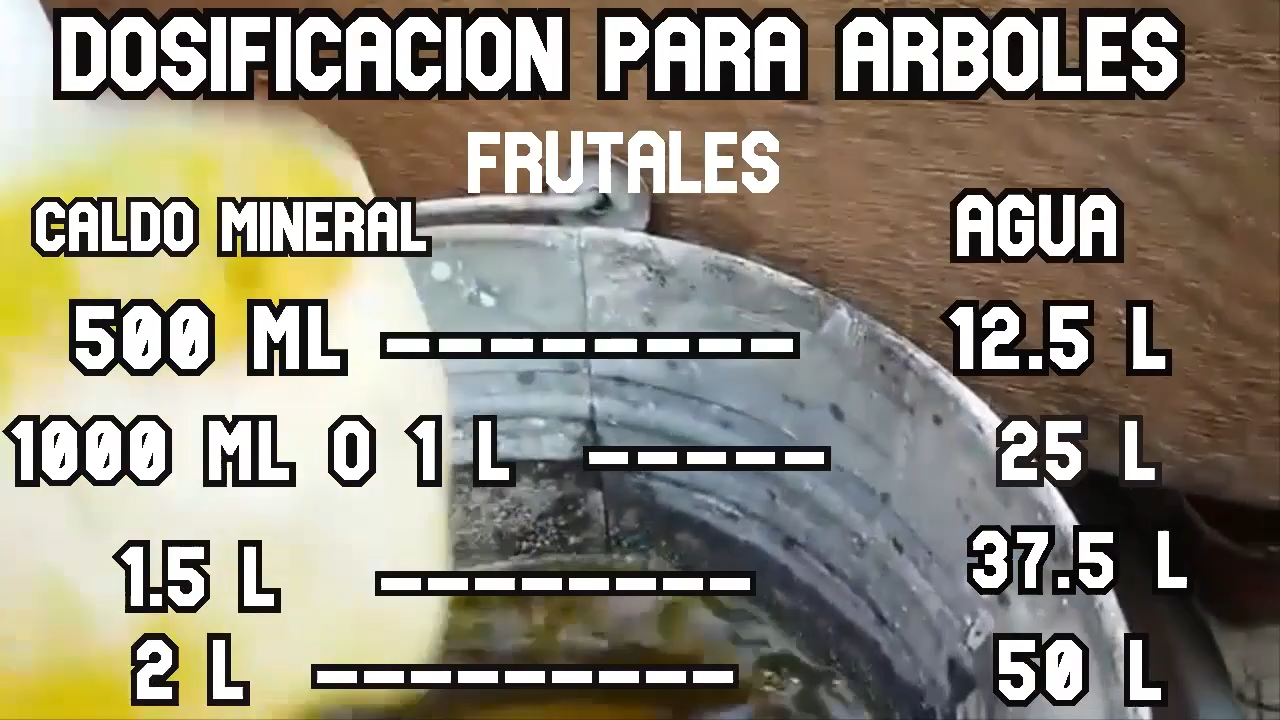 DOSIFICACION PARA ARBOLES
FRUTALES
CALDO MINERAL AGUA
500 ML --------- 12.5 L
1000 ML O 1 L ----- 25 L
1.5 L -------- 37.5 L
2 L --------- 50 L